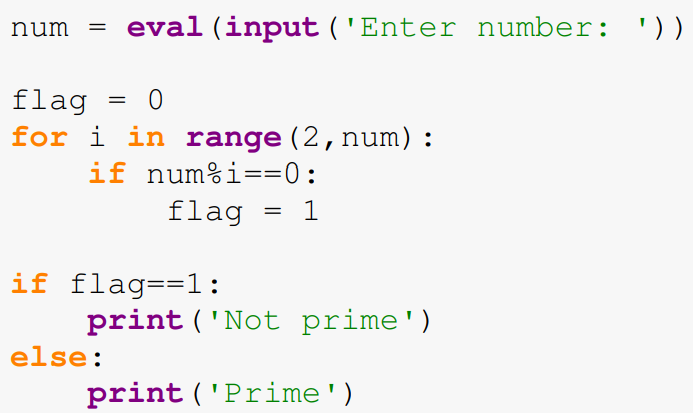 num = eval(input('Enter number: '))
flag = 0
for i in range(2,num):
    if num%i==0:
        flag = 1
if flag==1:
    print('Not prime')
else:
    print('Prime')